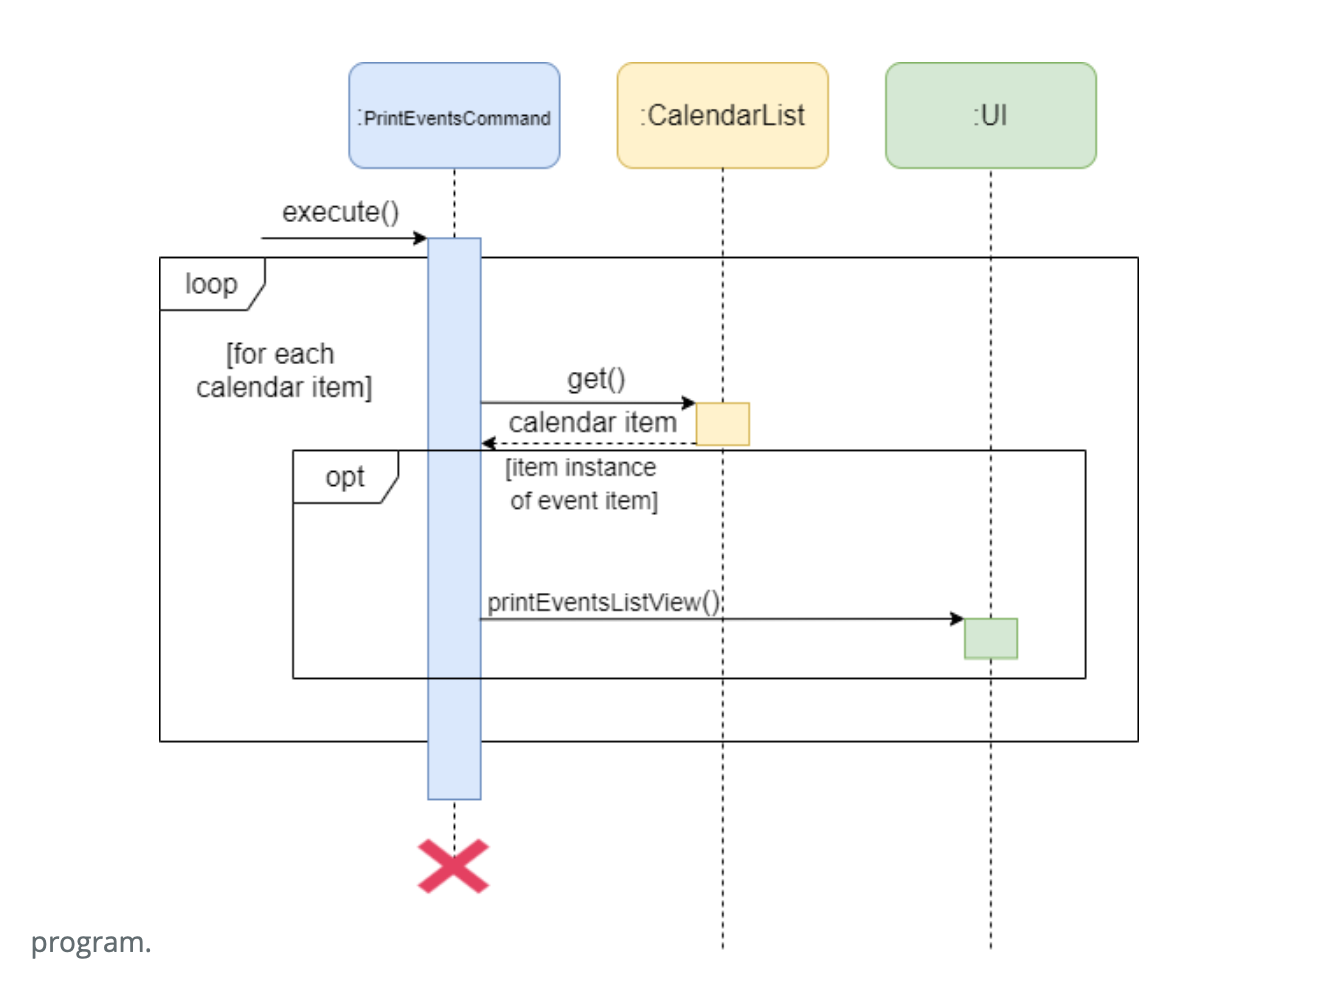 :PrintEventsCommand
:CalendarList
:UI
execute()
loop
[for each
calendar item]
get()
calendar item
opt
[item instance
of event item]
printEventsListView()
program.